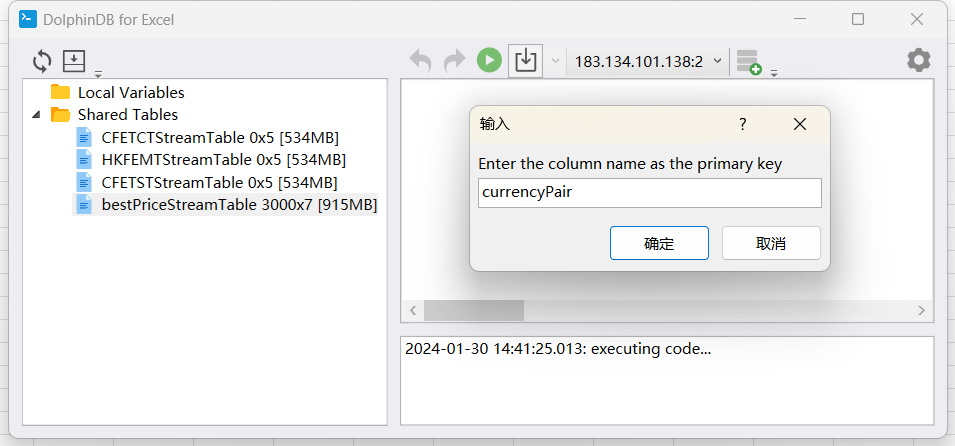 DolphinDB for Excel
183.134.101.138:2
Local Variables
Shared Tables
CFETCTStreamTable 0x5 [534MB]
HKFEMTStreamTable 0x5 [534MB]
CFETSTStreamTable 0x5 [534MB]
bestPriceStreamTable 3000x7 [915MB]
输入
?
Enter the column name as the primary key
currencyPair
确定
取消
2024-01-30 14:41:25.013: executing code...